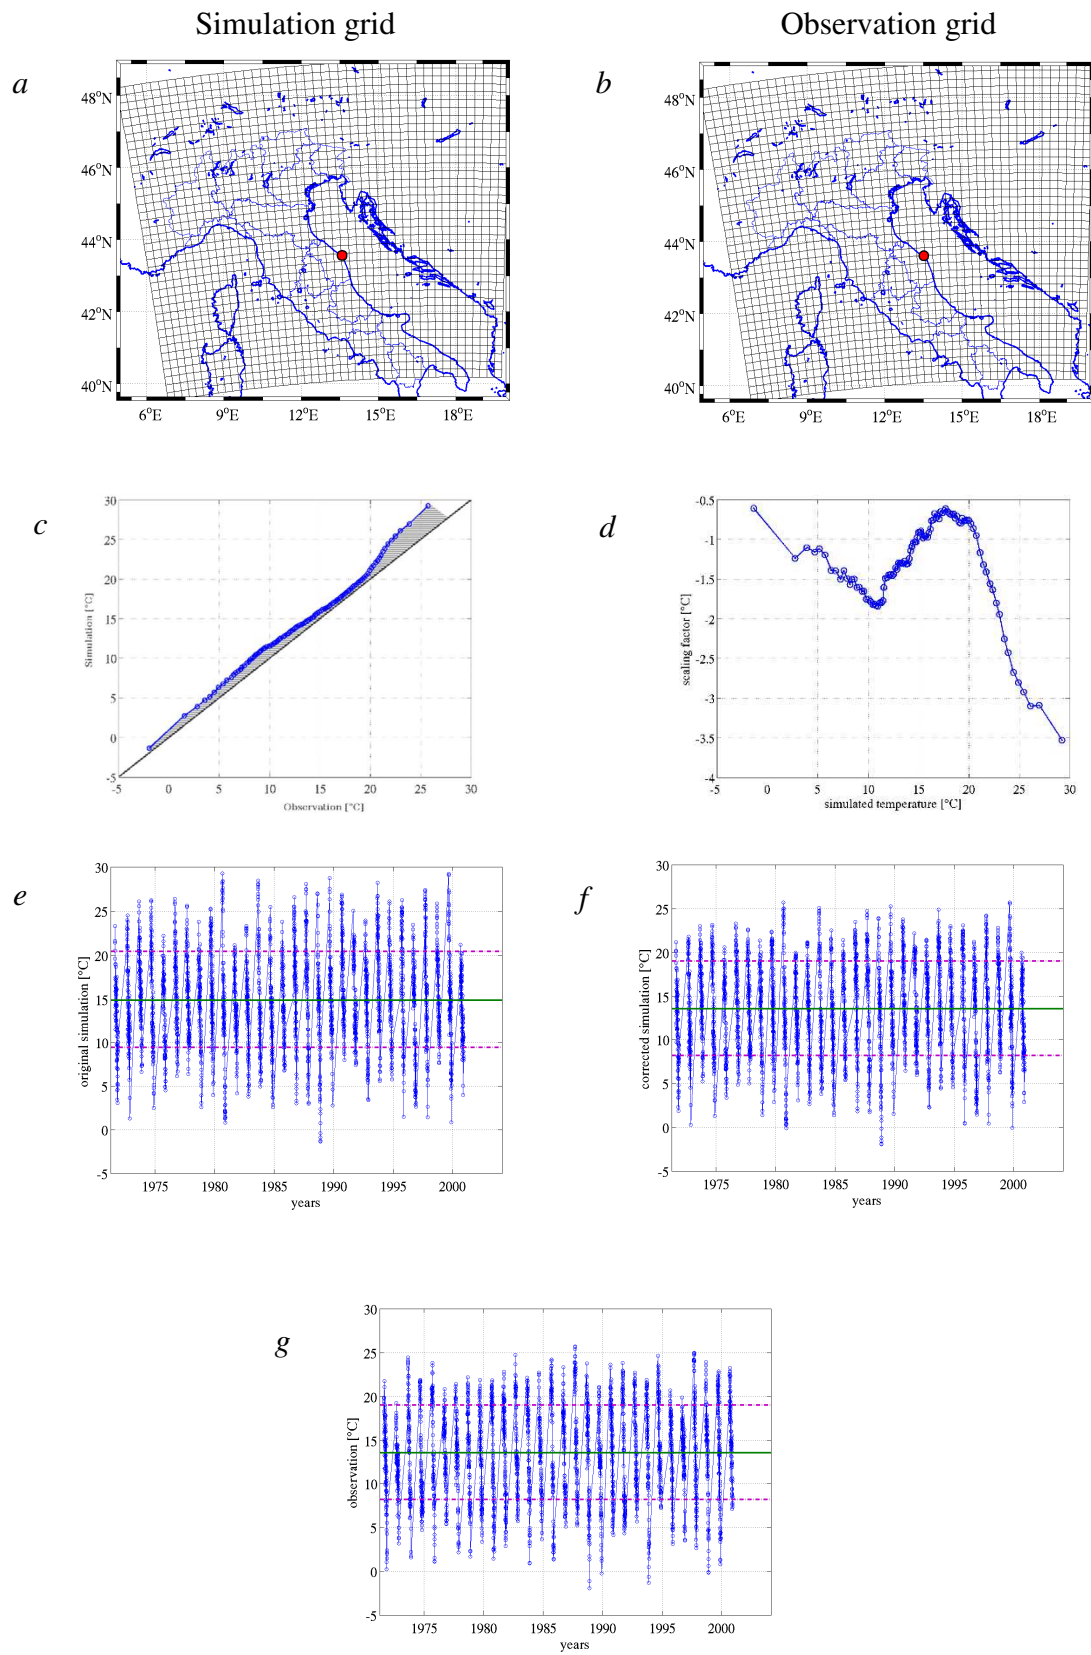 Simulation grid
Observation grid
a
b
48°N
46°N
44°N
42°N
40°N
6°E 9°E 12°E 15°E 18°E
48°N
46°N
44°N
42°N
40°N
6°E 9°E 12°E 15°E 18°E
c
30
25
20
15
10
5
0
-5
Simulation [°C]
-5 0 5 10 15 20 25 30
Observation [°C]
d
-0.5
-1
-1.5
-2
-2.5
-3
-3.5
-4
scaling factor [°C]
-5 0 5 10 15 20 25 30
simulated temperature [°C]
e
30
25
20
15
10
5
0
-5
original simulation [°C]
1975 1980 1985 1990 1995 2000
years
f
30
25
20
15
10
5
0
-5
corrected simulation [°C]
1975 1980 1985 1990 1995 2000
years
g
30
25
20
15
10
5
0
-5
observation [°C]
1975 1980 1985 1990 1995 2000
years